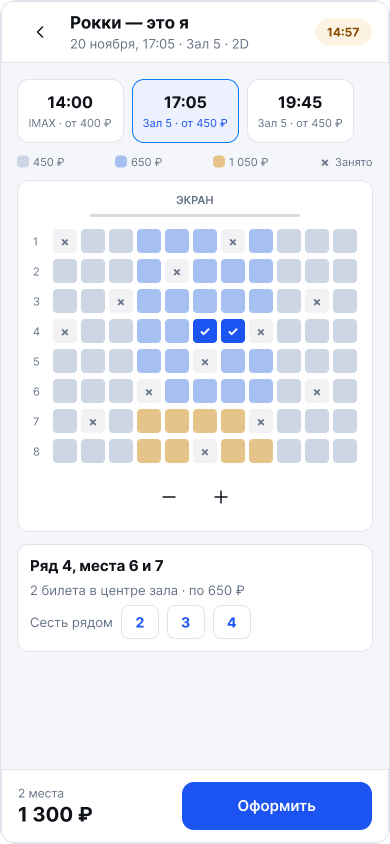 Рокки — это я
20 ноября, 17:05 · Зал 5 · 2D
14:57
14:00
IMAX · от 400 ₽
17:05
Зал 5 · от 450 ₽
19:45
Зал 5 · от 450 ₽
450 ₽
650 ₽
1 050 ₽
× Занято
ЭКРАН
1
2
3
4
5
6
7
8
Ряд 4, места 6 и 7
2 билета в центре зала · по 650 ₽
Сесть рядом 2 3 4
2 места
1 300 ₽
Оформить